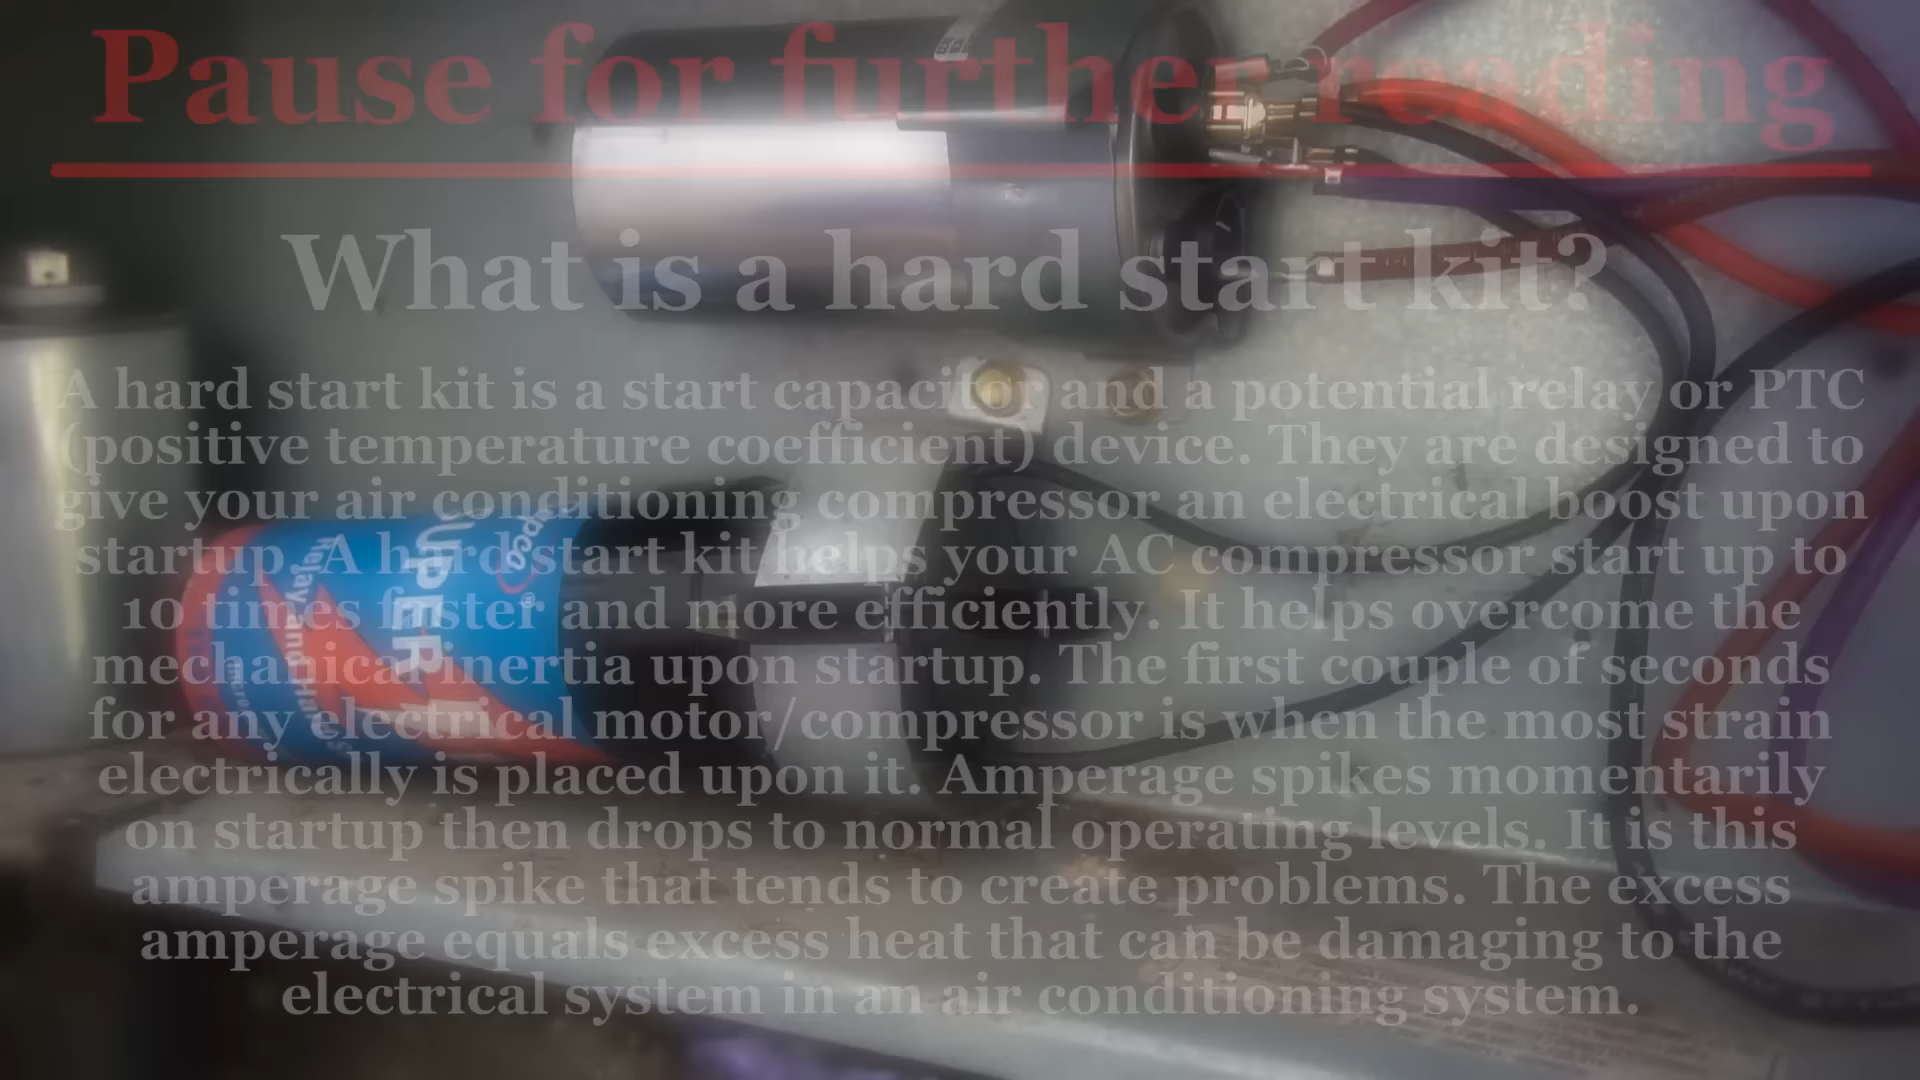 Pause for further reading
What is a hard start kit?
A hard start kit is a start capacitor and a potential relay or PTC
(positive temperature coefficient) device. They are designed to
give your air conditioning compressor an electrical boost upon
startup. A hard start kit helps your AC compressor start up to
10 times faster and more efficiently. It helps overcome the
mechanical inertia upon startup. The first couple of seconds
for any electrical motor/compressor is when the most strain
electrically is placed upon it. Amperage spikes momentarily
on startup then drops to normal operating levels. It is this
amperage spike that tends to create problems. The excess
amperage equals excess heat that can be damaging to the
electrical system in an air conditioning system.
SUPER
Relay and